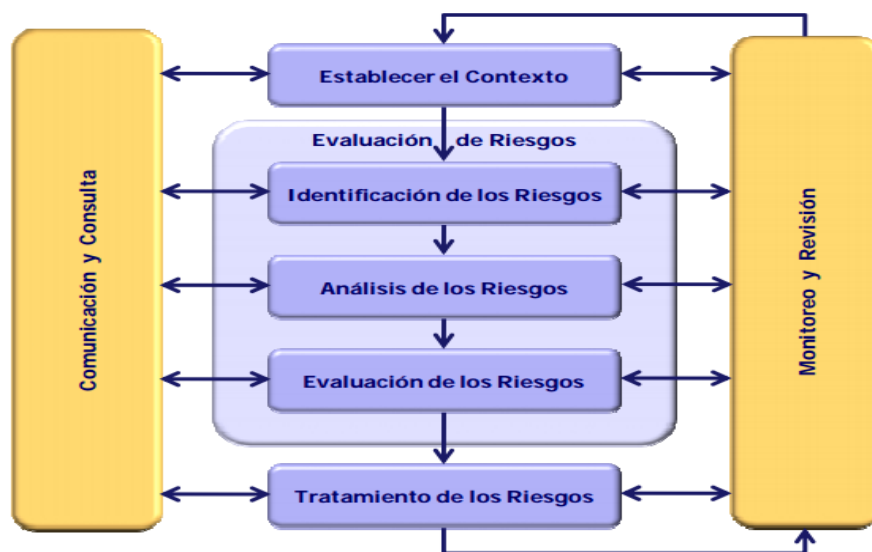 Comunicación y Consulta
Establecer el Contexto
Evaluación de Riesgos
Identificación de los Riesgos
Análisis de los Riesgos
Evaluación de los Riesgos
Tratamiento de los Riesgos
Monitoreo y Revisión